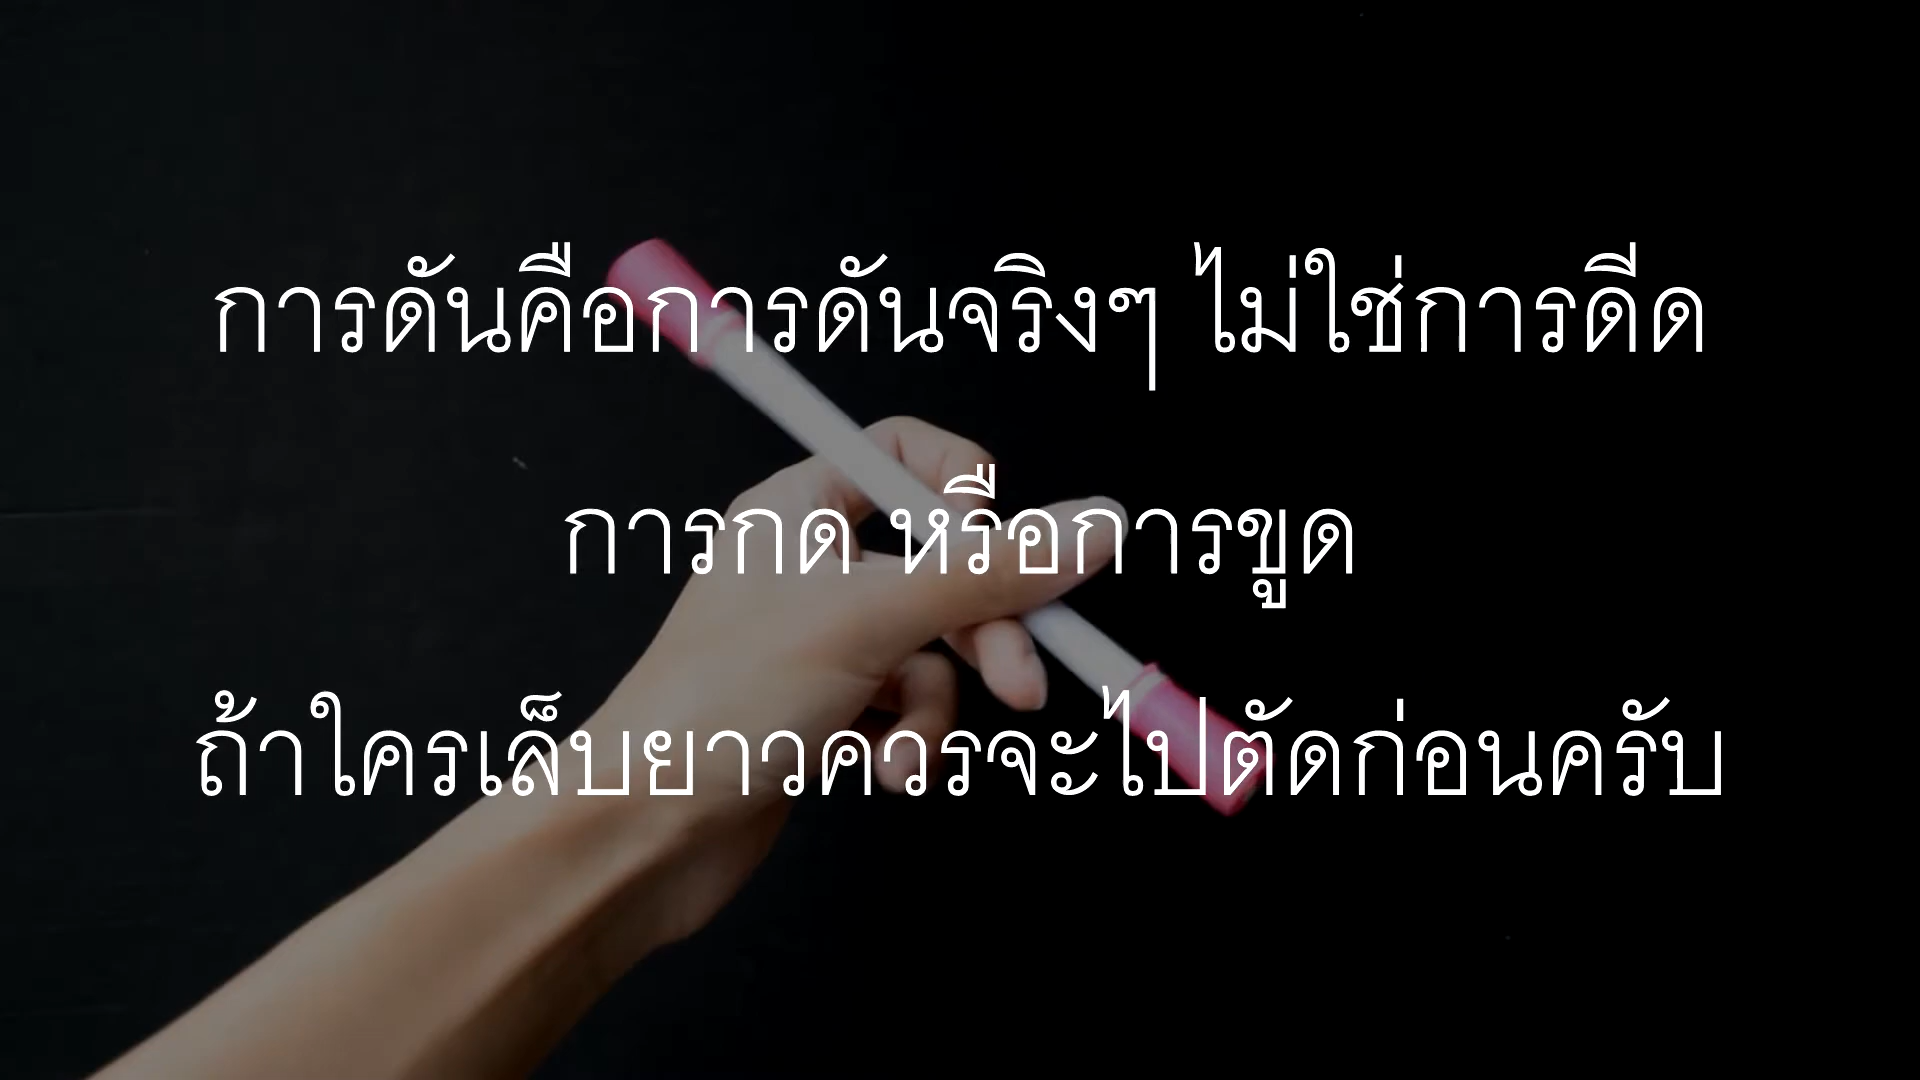 การดันคือการดันจริงๆ ไม่ใช่การดีด
การกด หรือการขูด
ถ้าใครเล็บยาวควรจะไปตัดก่อนครับ